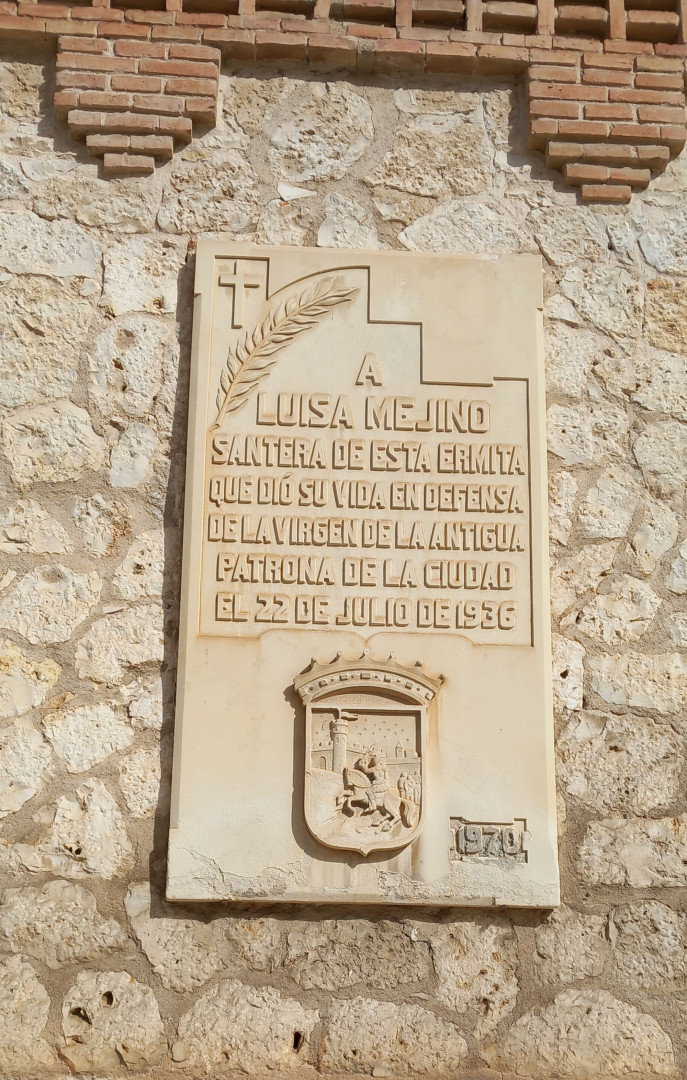 A
LUISA MEJINO
SANTERA DE ESTA ERMITA
QUE DIÓ SU VIDA EN DEFENSA
DE LA VIRGEN DE LA ANTIGUA
PATRONA DE LA CIUDAD
EL 22 DE JULIO DE 1936
1970